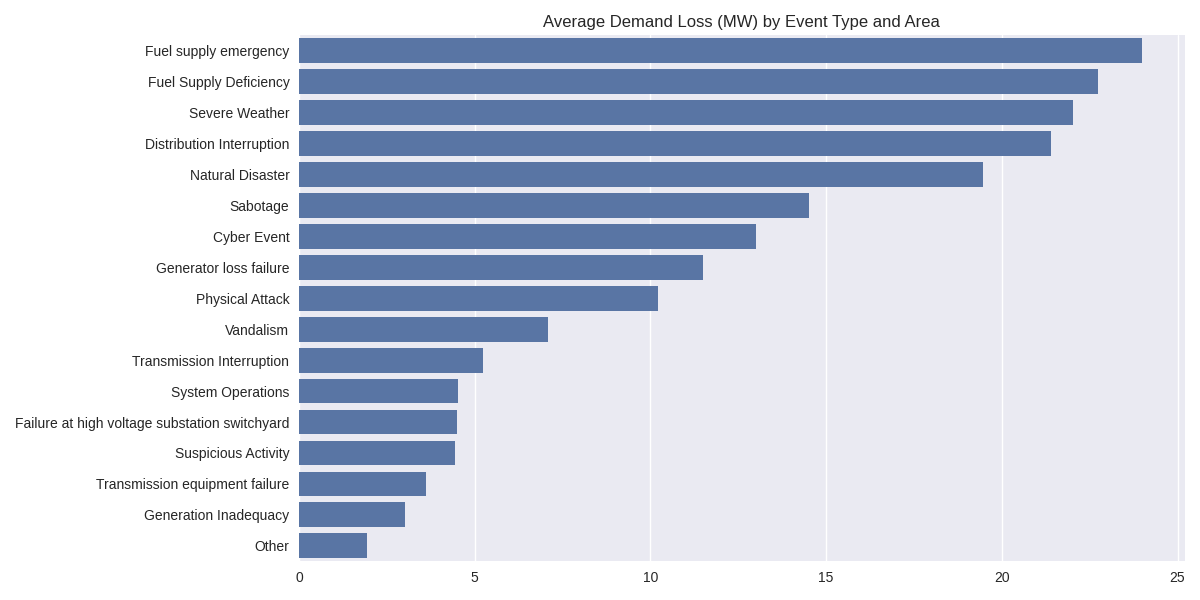 Average Demand Loss (MW) by Event Type and Area
Fuel supply emergency
Fuel Supply Deficiency
Severe Weather
Distribution Interruption
Natural Disaster
Sabotage
Cyber Event
Generator loss failure
Physical Attack
Vandalism
Transmission Interruption
System Operations
Failure at high voltage substation switchyard
Suspicious Activity
Transmission equipment failure
Generation Inadequacy
Other
0 5 10 15 20 25